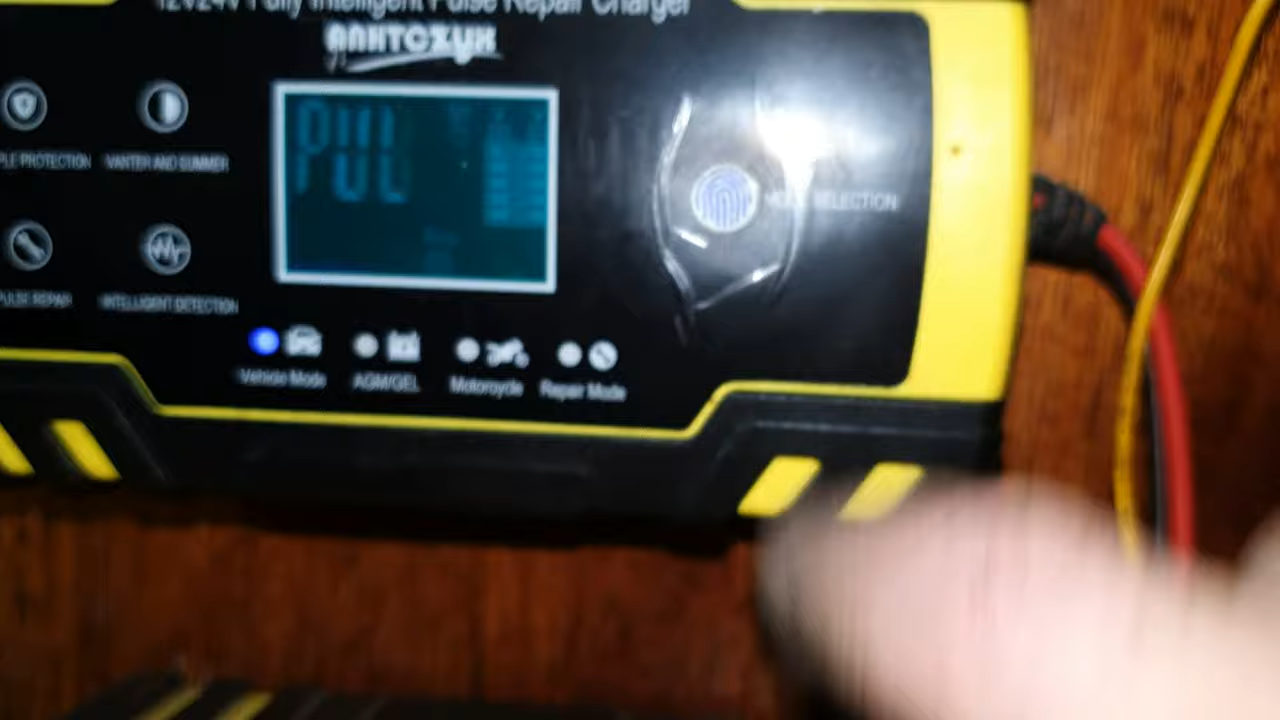 12V24V Fully Intelligent Pulse Repair Charger
PUL
PLE PROTECTION
WINTER AND SUMMER
SELECTION
PULSE REPAIR
INTELLIGENT DETECTION
Vehicle Mode
AGM/GEL
Motorcycle
Repair Mode